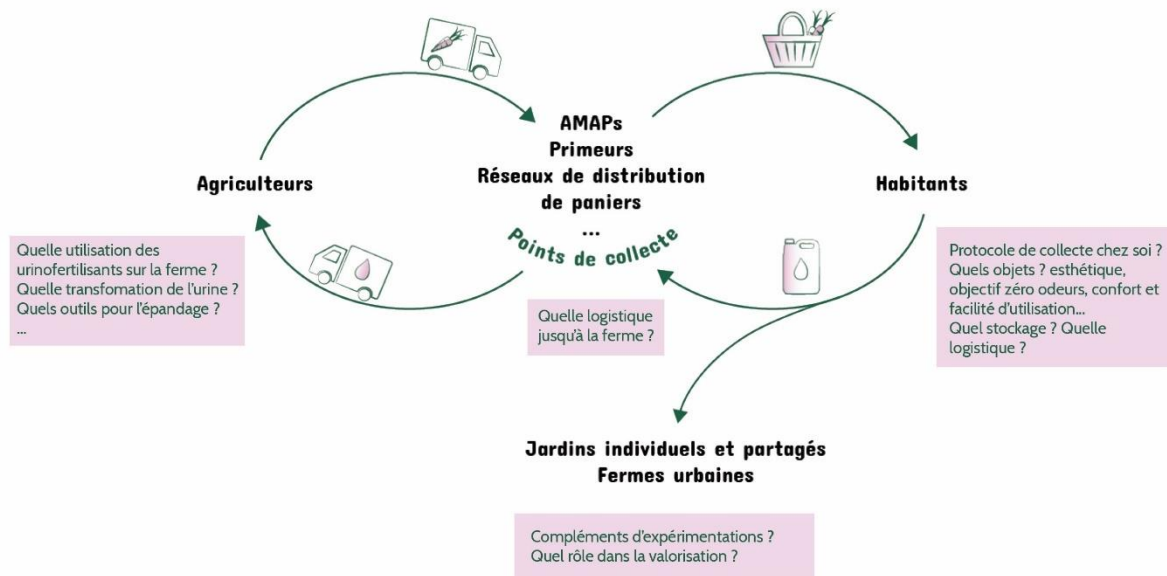 AMAPs
Primeurs
Réseaux de distribution
de paniers
...
Points de collecte
Agriculteurs
Habitants
Quelle utilisation des
urinofertilisants sur la ferme ?
Quelle transfomation de l'urine ?
Quels outils pour l'épandage ?
...
Quelle logistique
jusqu'à la ferme ?
Protocole de collecte chez soi ?
Quels objets ? esthétique,
objectif zéro odeurs, confort et
facilité d'utilisation...
Quel stockage ? Quelle
logistique ?
Jardins individuels et partagés
Fermes urbaines
Compléments d'expérimentations ?
Quel rôle dans la valorisation ?